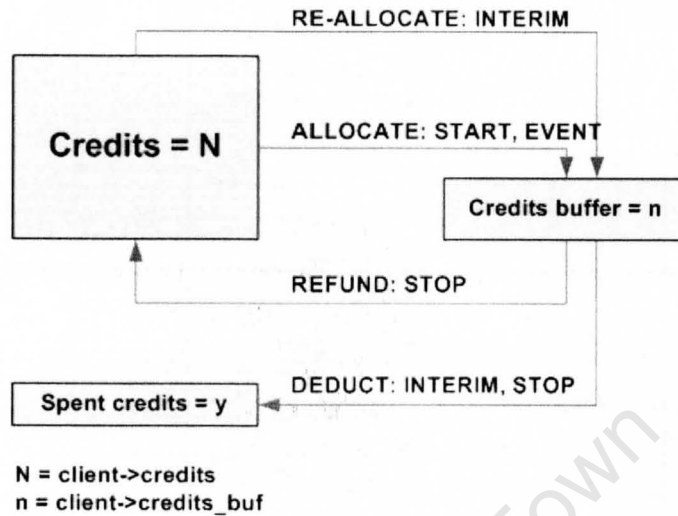 RE-ALLOCATE: INTERIM
Credits = N
ALLOCATE: START, EVENT
Credits buffer = n
REFUND: STOP
DEDUCT: INTERIM, STOP
Spent credits = y
N = client->credits
n = client->credits_buf
Town